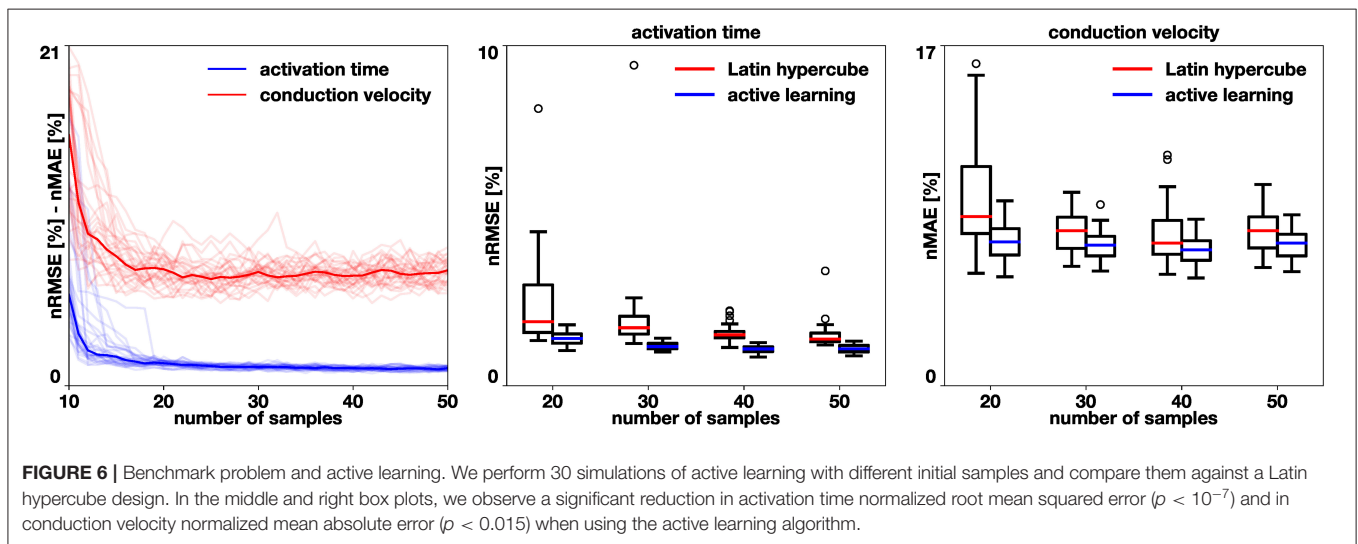 21
nRMSE [%] - nMAE [%]
0
activation time
conduction velocity
10 20 30 40 50
number of samples
activation time
10
nRMSE [%]
0
Latin hypercube
active learning
20 30 40 50
number of samples
conduction velocity
17
nMAE [%]
0
Latin hypercube
active learning
20 30 40 50
number of samples
FIGURE 6 | Benchmark problem and active learning. We perform 30 simulations of active learning with different initial samples and compare them against a Latin
hypercube design. In the middle and right box plots, we observe a significant reduction in activation time normalized root mean squared error (p < 10⁻⁷) and in
conduction velocity normalized mean absolute error (p < 0.015) when using the active learning algorithm.